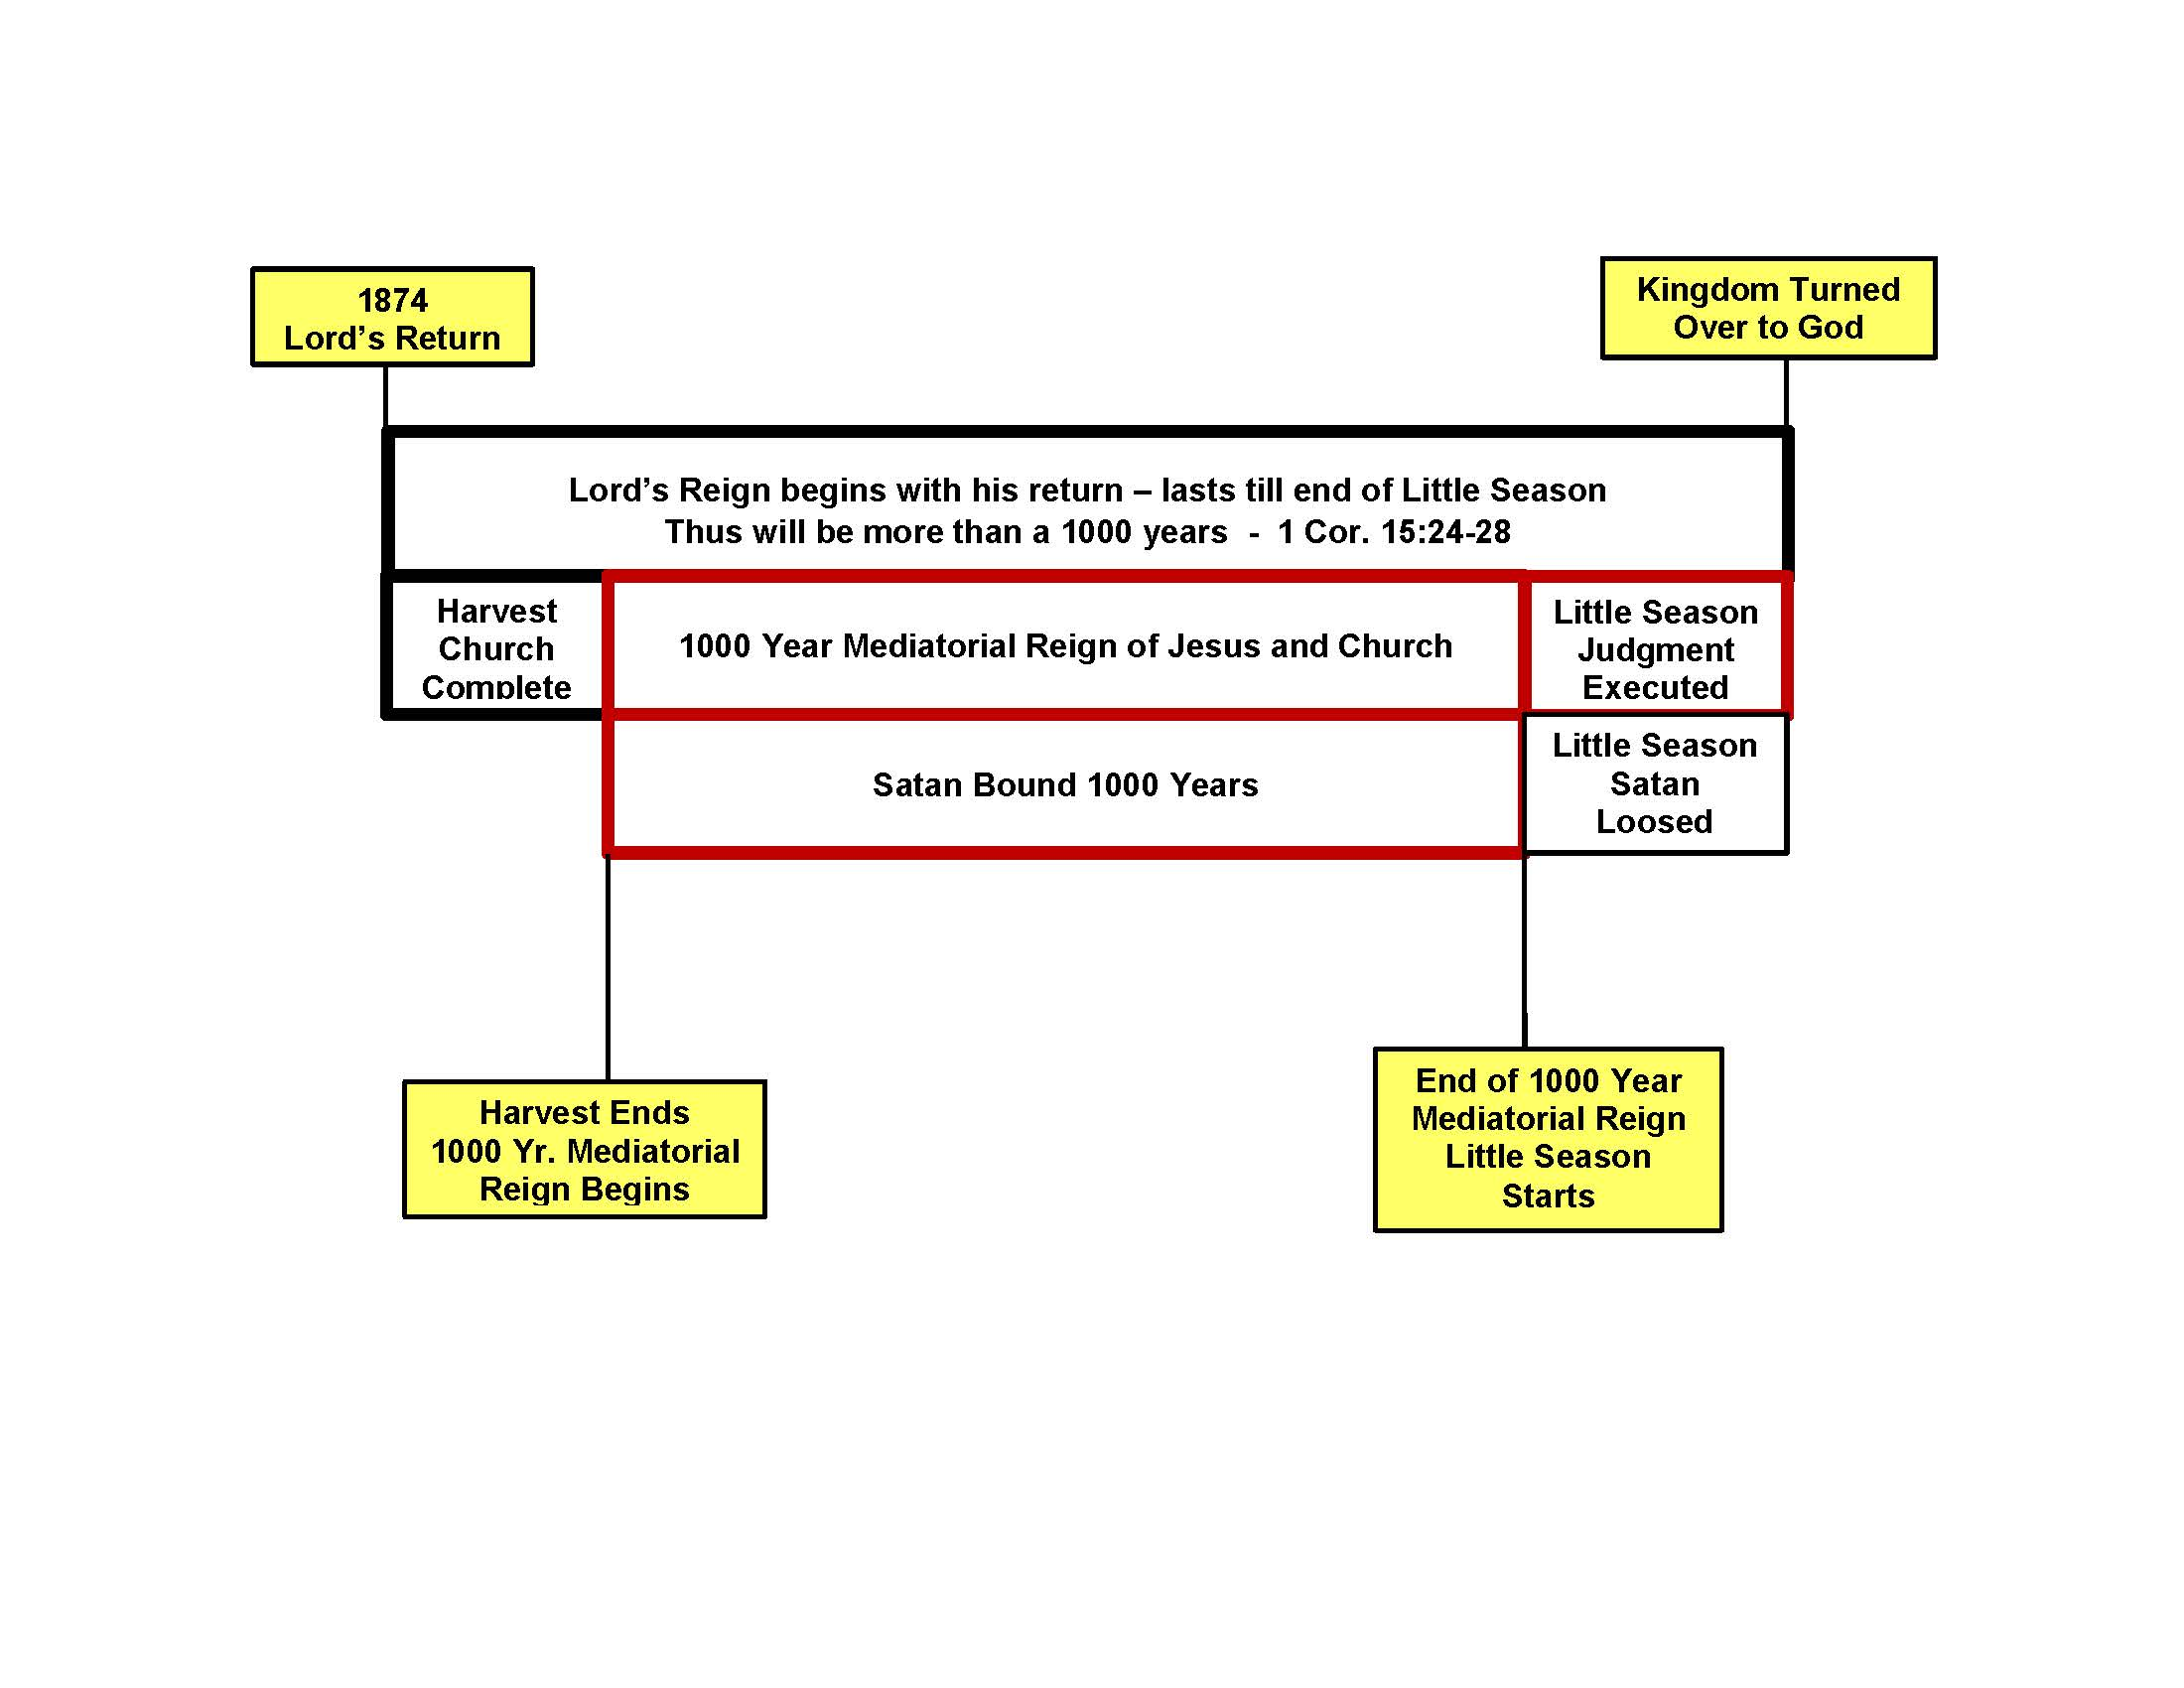 1874
Lord’s Return
Kingdom Turned
Over to God
Lord’s Reign begins with his return – lasts till end of Little Season
Thus will be more than a 1000 years - 1 Cor. 15:24-28
Harvest
Church
Complete
1000 Year Mediatorial Reign of Jesus and Church
Little Season
Judgment
Executed
Satan Bound 1000 Years
Little Season
Satan
Loosed
Harvest Ends
1000 Yr. Mediatorial
Reign Begins
End of 1000 Year
Mediatorial Reign
Little Season
Starts